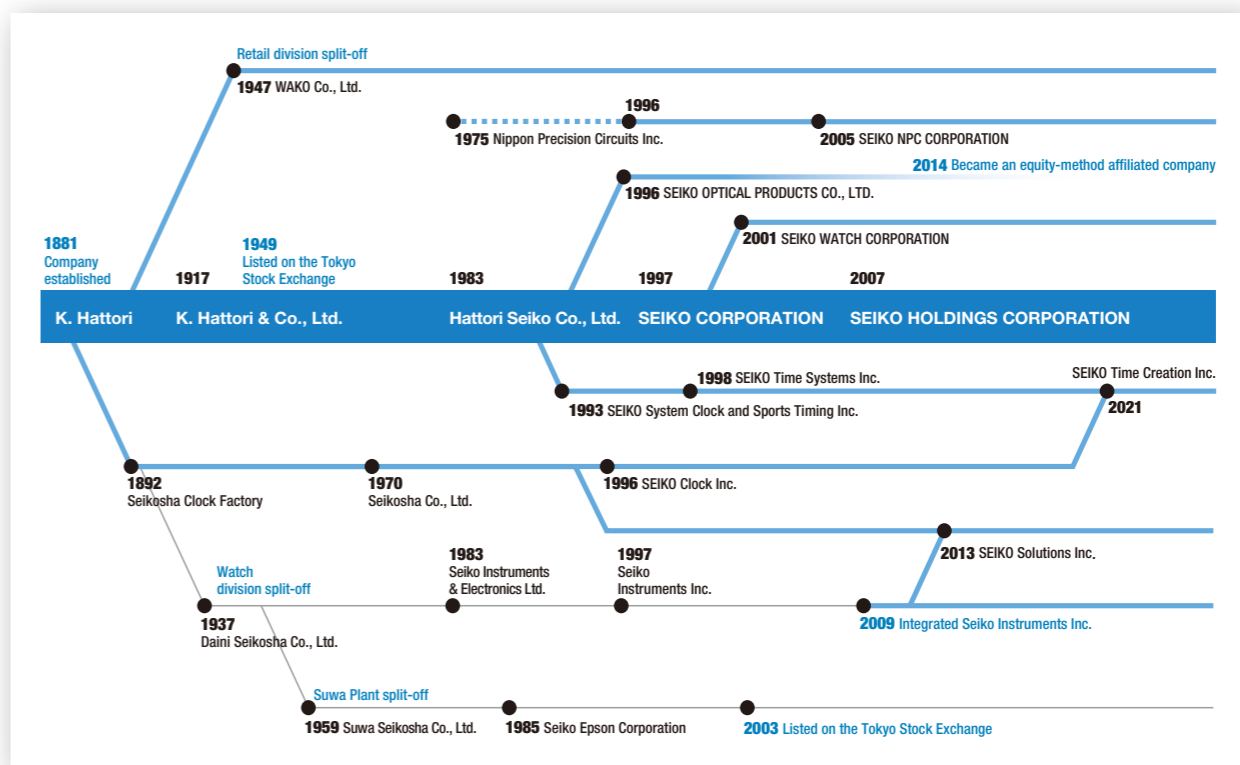 Retail division split-off
1947 WAKO Co., Ltd.
1996
1975 Nippon Precision Circuits Inc.
2005 SEIKO NPC CORPORATION
2014 Became an equity-method affiliated company
1996 SEIKO OPTICAL PRODUCTS CO., LTD.
2001 SEIKO WATCH CORPORATION
1881
Company
established
1917
1949
Listed on the Tokyo
Stock Exchange
1983
1997
2007
K. Hattori
K. Hattori & Co., Ltd.
Hattori Seiko Co., Ltd.
SEIKO CORPORATION
SEIKO HOLDINGS CORPORATION
1998 SEIKO Time Systems Inc.
SEIKO Time Creation Inc.
1993 SEIKO System Clock and Sports Timing Inc.
2021
1892
Seikosha Clock Factory
1970
Seikosha Co., Ltd.
1996 SEIKO Clock Inc.
2013 SEIKO Solutions Inc.
Watch
division split-off
1983
Seiko Instruments
& Electronics Ltd.
1997
Seiko
Instruments Inc.
1937
Daini Seikosha Co., Ltd.
2009 Integrated Seiko Instruments Inc.
Suwa Plant split-off
1959 Suwa Seikosha Co., Ltd.
1985 Seiko Epson Corporation
2003 Listed on the Tokyo Stock Exchange